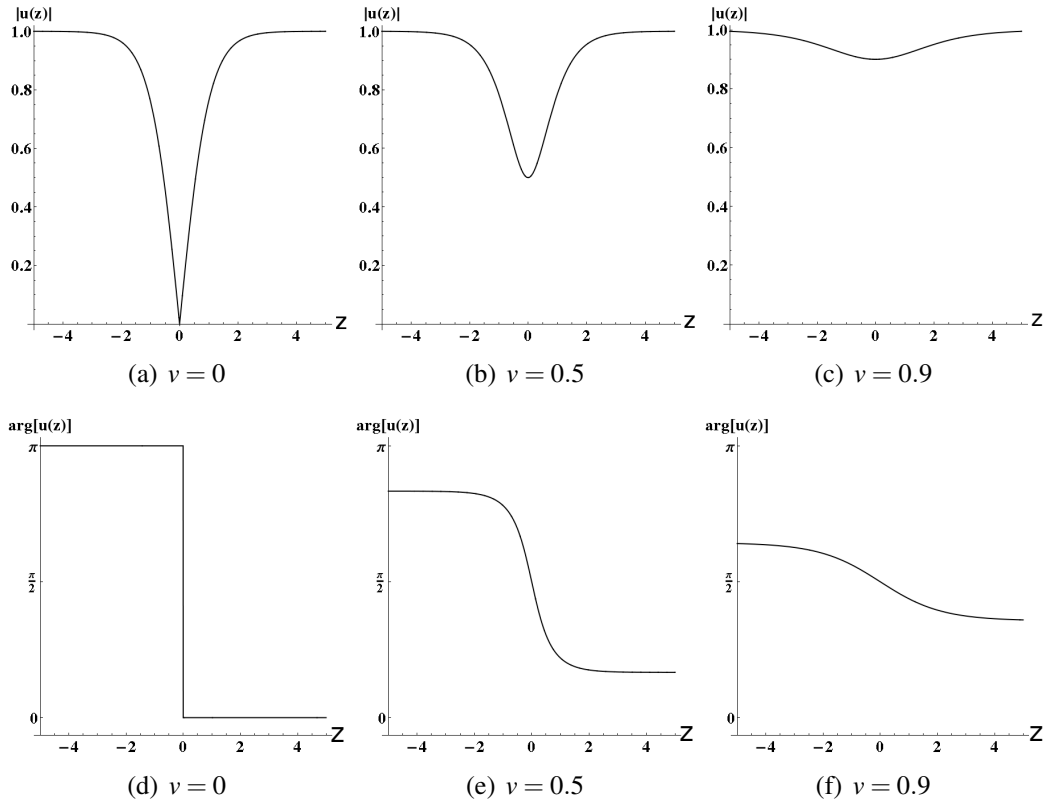 |u(z)| |u(z)| |u(z)|
1.0 1.0 1.0
0.8 0.8 0.8
0.6 0.6 0.6
0.4 0.4 0.4
0.2 0.2 0.2
−4 −2 0 2 4 z −4 −2 0 2 4 z −4 −2 0 2 4 z
(a) v = 0 (b) v = 0.5 (c) v = 0.9
arg[u(z)] arg[u(z)] arg[u(z)]
π π π
π/2 π/2 π/2
0 0 0
−4 −2 0 2 4 z −4 −2 0 2 4 z −4 −2 0 2 4 z
(d) v = 0 (e) v = 0.5 (f) v = 0.9